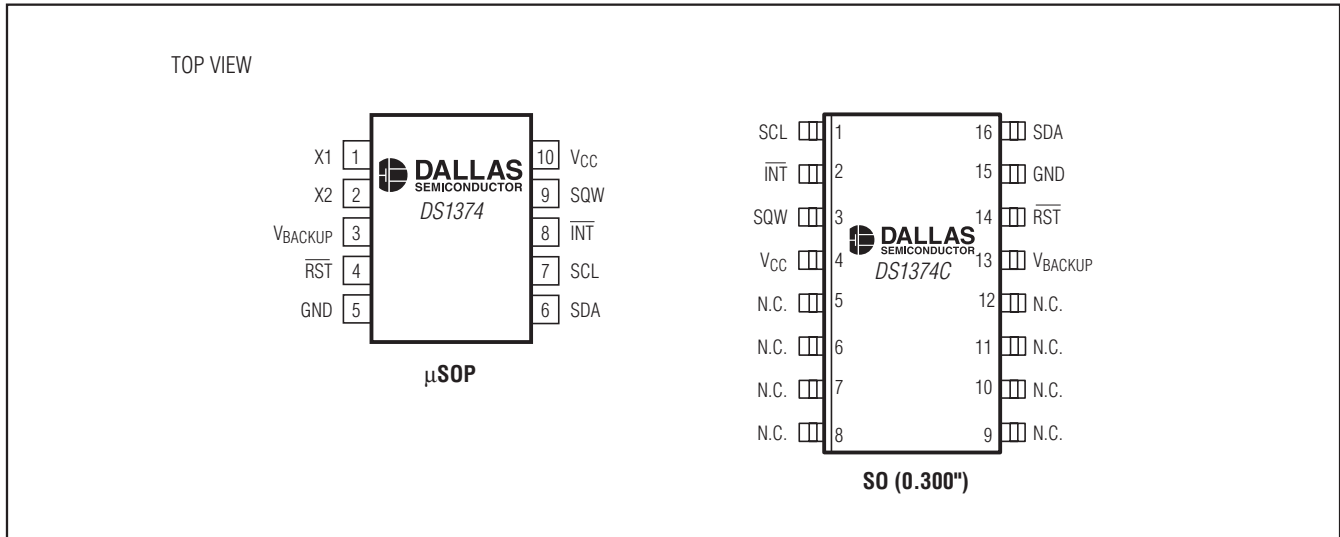 TOP VIEW
X1 1
X2 2
VBACKUP 3
RST 4
GND 5
10 VCC
9 SQW
8 INT
7 SCL
6 SDA
DALLAS
SEMICONDUCTOR
DS1374
µSOP
SCL 1
INT 2
SQW 3
VCC 4
N.C. 5
N.C. 6
N.C. 7
N.C. 8
16 SDA
15 GND
14 RST
13 VBACKUP
12 N.C.
11 N.C.
10 N.C.
9 N.C.
DALLAS
SEMICONDUCTOR
DS1374C
SO (0.300")